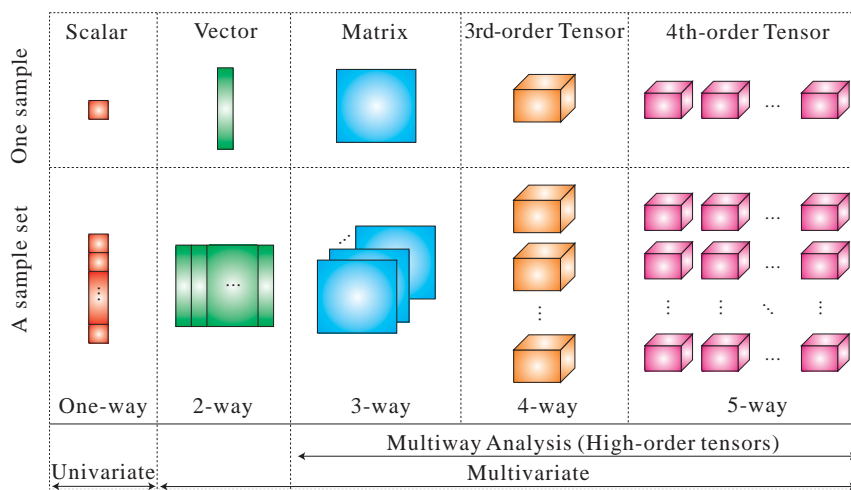 Scalar Vector Matrix 3rd-order Tensor 4th-order Tensor
One sample
...
A sample set
...
...
...
...
...
...
...
...
...
...
One-way 2-way 3-way 4-way 5-way
Multiway Analysis (High-order tensors)
Univariate Multivariate